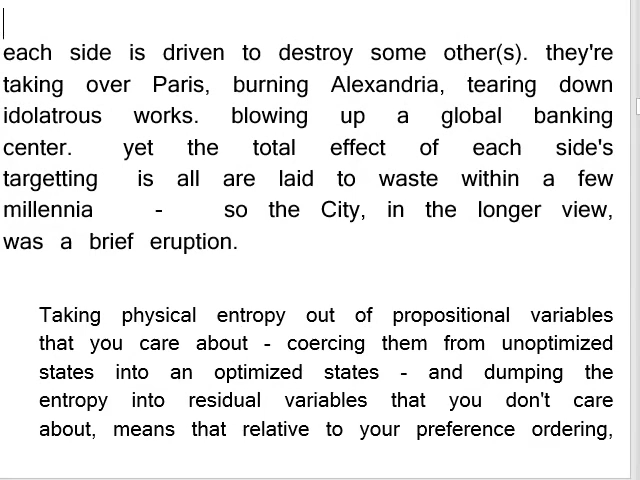 each side is driven to destroy some other(s). they're
taking over Paris, burning Alexandria, tearing down
idolatrous works. blowing up a global banking
center. yet the total effect of each side's
targetting is all are laid to waste within a few
millennia - so the City, in the longer view,
was a brief eruption.
Taking physical entropy out of propositional variables
that you care about - coercing them from unoptimized
states into an optimized states - and dumping the
entropy into residual variables that you don't care
about, means that relative to your preference ordering,